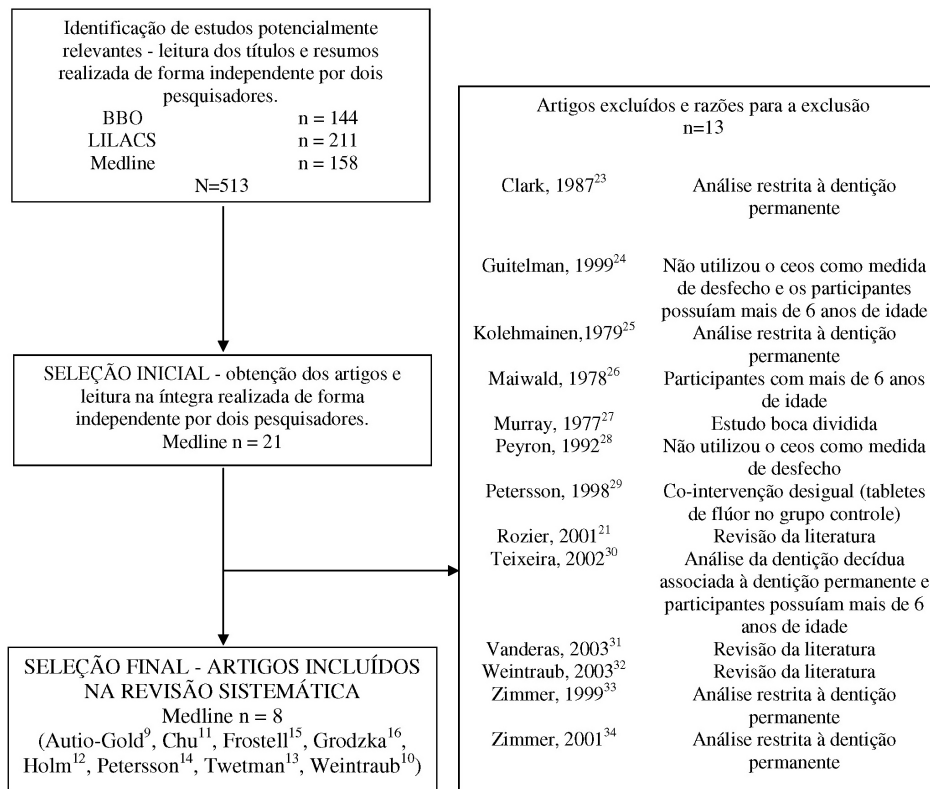 Identificação de estudos potencialmente
relevantes - leitura dos títulos e resumos
realizada de forma independente por dois
pesquisadores.
BBO n = 144
LILACS n = 211
Medline n = 158
N=513
SELEÇÃO INICIAL - obtenção dos artigos e
leitura na íntegra realizada de forma
independente por dois pesquisadores.
Medline n = 21
SELEÇÃO FINAL - ARTIGOS INCLUÍDOS
NA REVISÃO SISTEMÁTICA
Medline n = 8
(Autio-Gold⁹, Chu¹¹, Frostell¹⁵, Grodzka¹⁶,
Holm¹², Petersson¹⁴, Twetman¹³, Weintraub¹⁰)
Artigos excluídos e razões para a exclusão
n=13
Clark, 1987²³ Análise restrita à dentição
permanente
Guitelman, 1999²⁴ Não utilizou o ceos como medida
de desfecho e os participantes
possuíam mais de 6 anos de idade
Kolehmainen,1979²⁵ Análise restrita à dentição
permanente
Maiwald, 1978²⁶ Participantes com mais de 6 anos
de idade
Murray, 1977²⁷ Estudo boca dividida
Peyron, 1992²⁸ Não utilizou o ceos como medida
de desfecho
Petersson, 1998²⁹ Co-intervenção desigual (tabletes
de flúor no grupo controle)
Rozier, 2001²¹ Revisão da literatura
Teixeira, 2002³⁰ Análise da dentição decídua
associada à dentição permanente e
participantes possuíam mais de 6
anos de idade
Vanderas, 2003³¹ Revisão da literatura
Weintraub, 2003³² Revisão da literatura
Zimmer, 1999³³ Análise restrita à dentição
permanente
Zimmer, 2001³⁴ Análise restrita à dentição
permanente